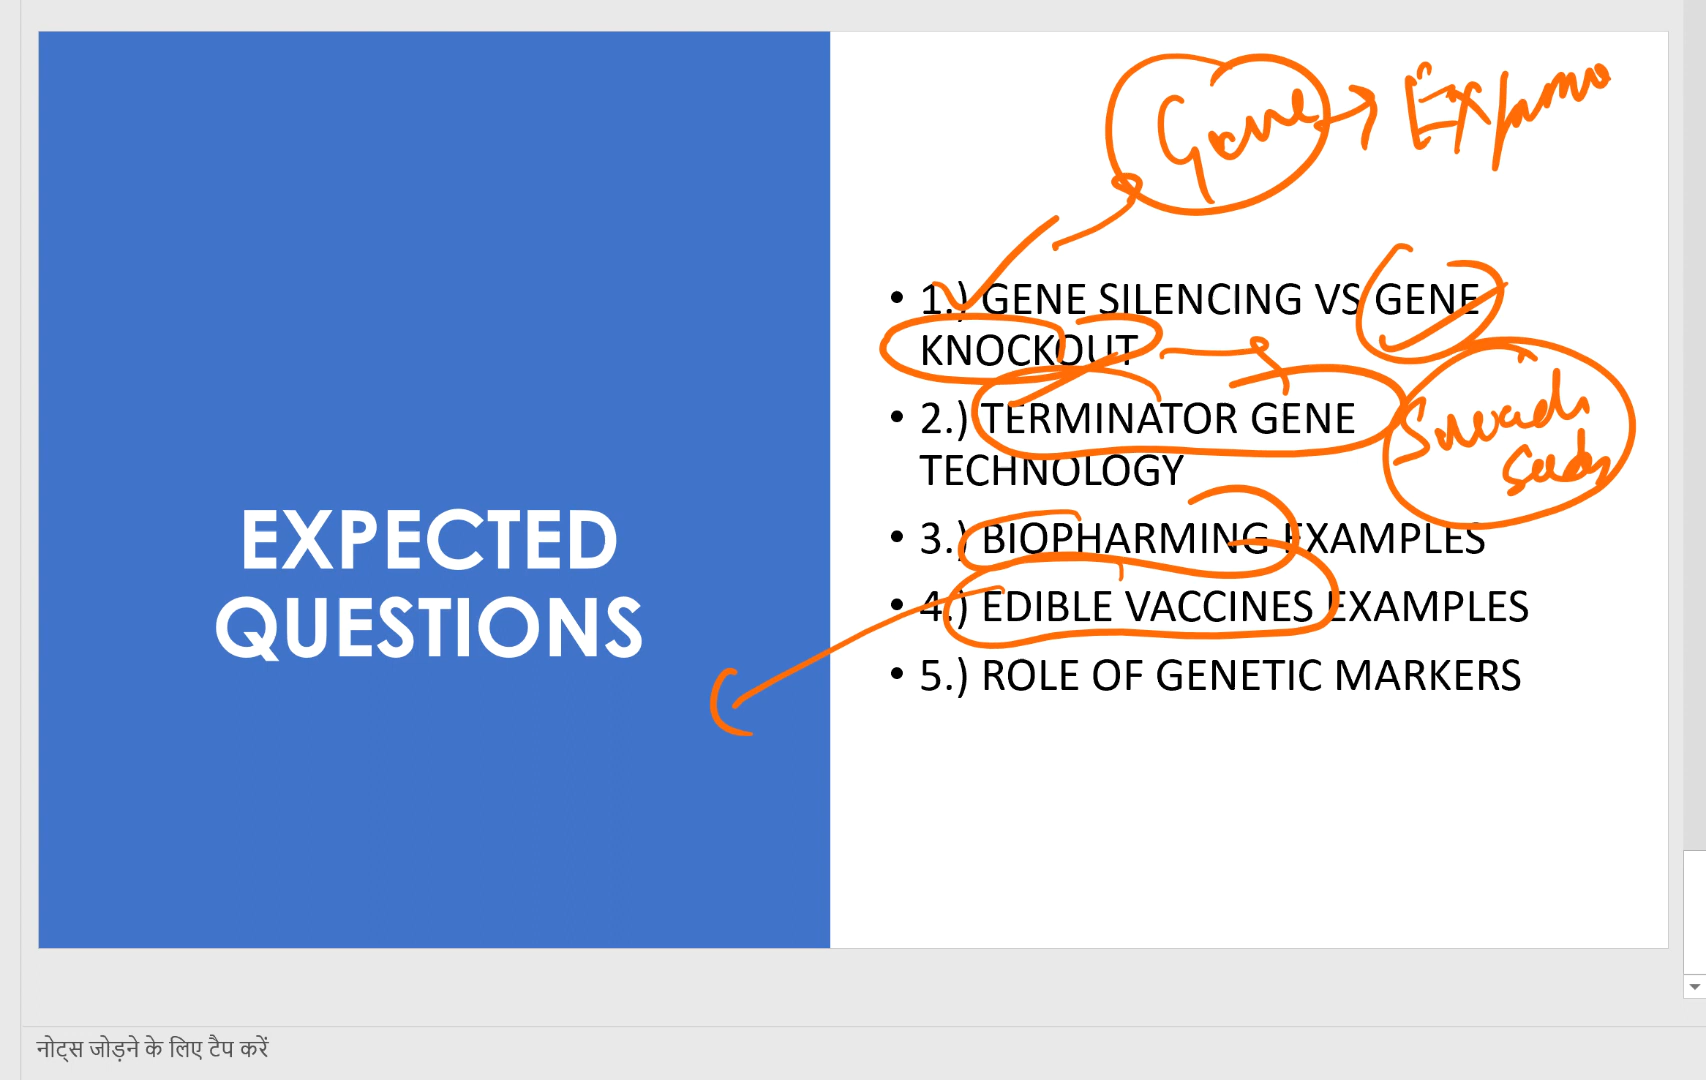 Gene
EXPECTED
QUESTIONS
• 1.) GENE SILENCING VS GENE
KNOCKOUT
• 2.) TERMINATOR GENE
TECHNOLOGY
seeds
• 3.) BIOPHARMING EXAMPLES
• 4.) EDIBLE VACCINES EXAMPLES
• 5.) ROLE OF GENETIC MARKERS
नोट्स जोड़ने के लिए टैप करें